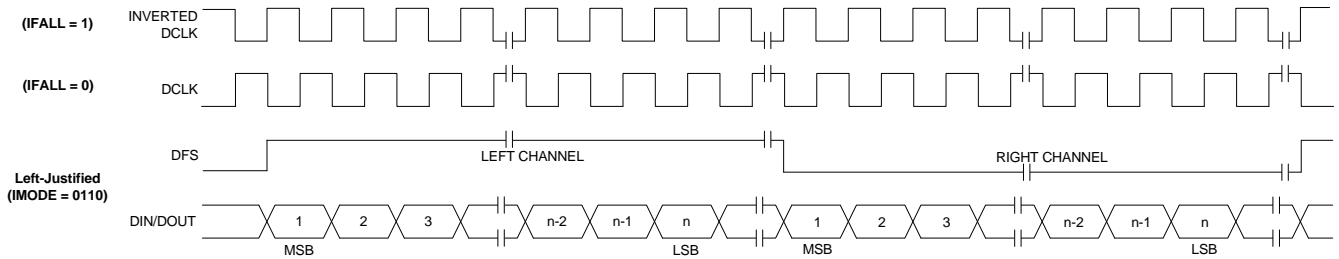 (IFALL = 1)
INVERTED
DCLK
(IFALL = 0)
DCLK
DFS
LEFT CHANNEL
RIGHT CHANNEL
Left-Justified
(IMODE = 0110)
DIN/DOUT
1 2 3 n-2 n-1 n 1 2 3 n-2 n-1 n
MSB LSB MSB LSB